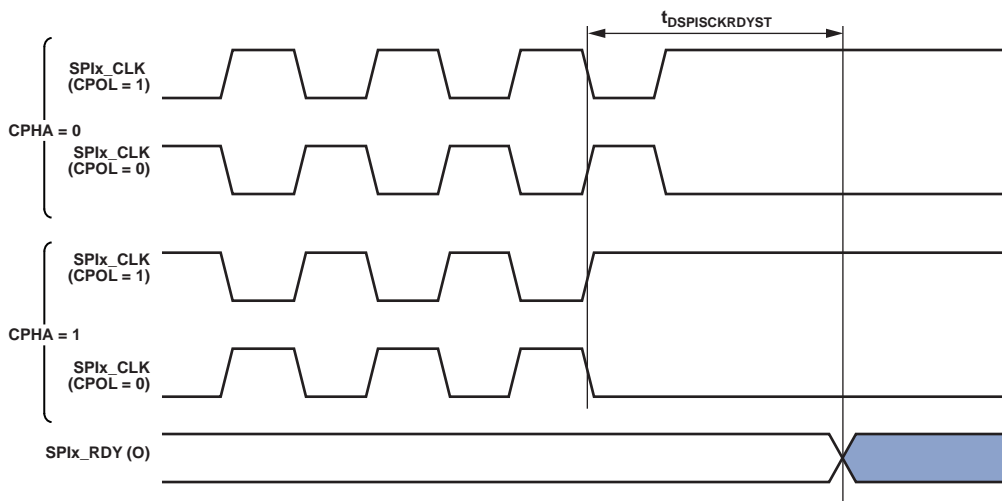 tDSPISCKRDYST
SPIx_CLK
(CPOL = 1)
CPHA = 0
SPIx_CLK
(CPOL = 0)
SPIx_CLK
(CPOL = 1)
CPHA = 1
SPIx_CLK
(CPOL = 0)
SPIx_RDY (O)